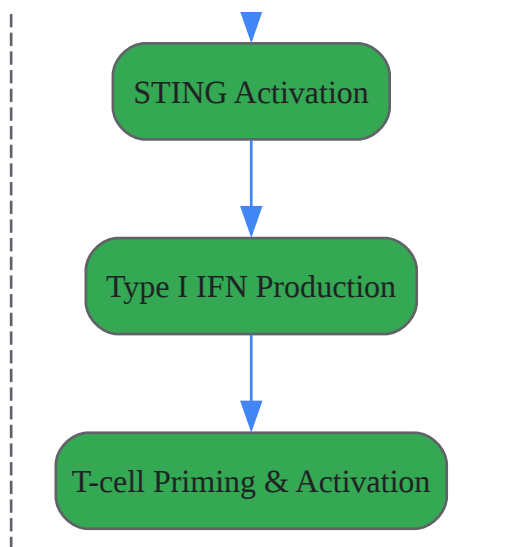 STING Activation
Type I IFN Production
T-cell Priming & Activation